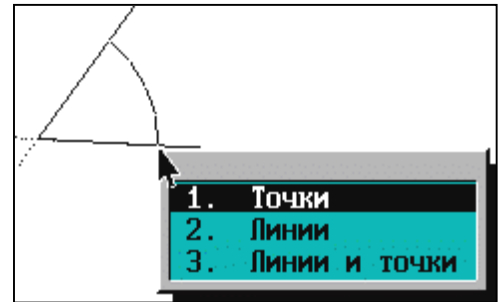 1. Точки
2. Линии
3. Линии и точки